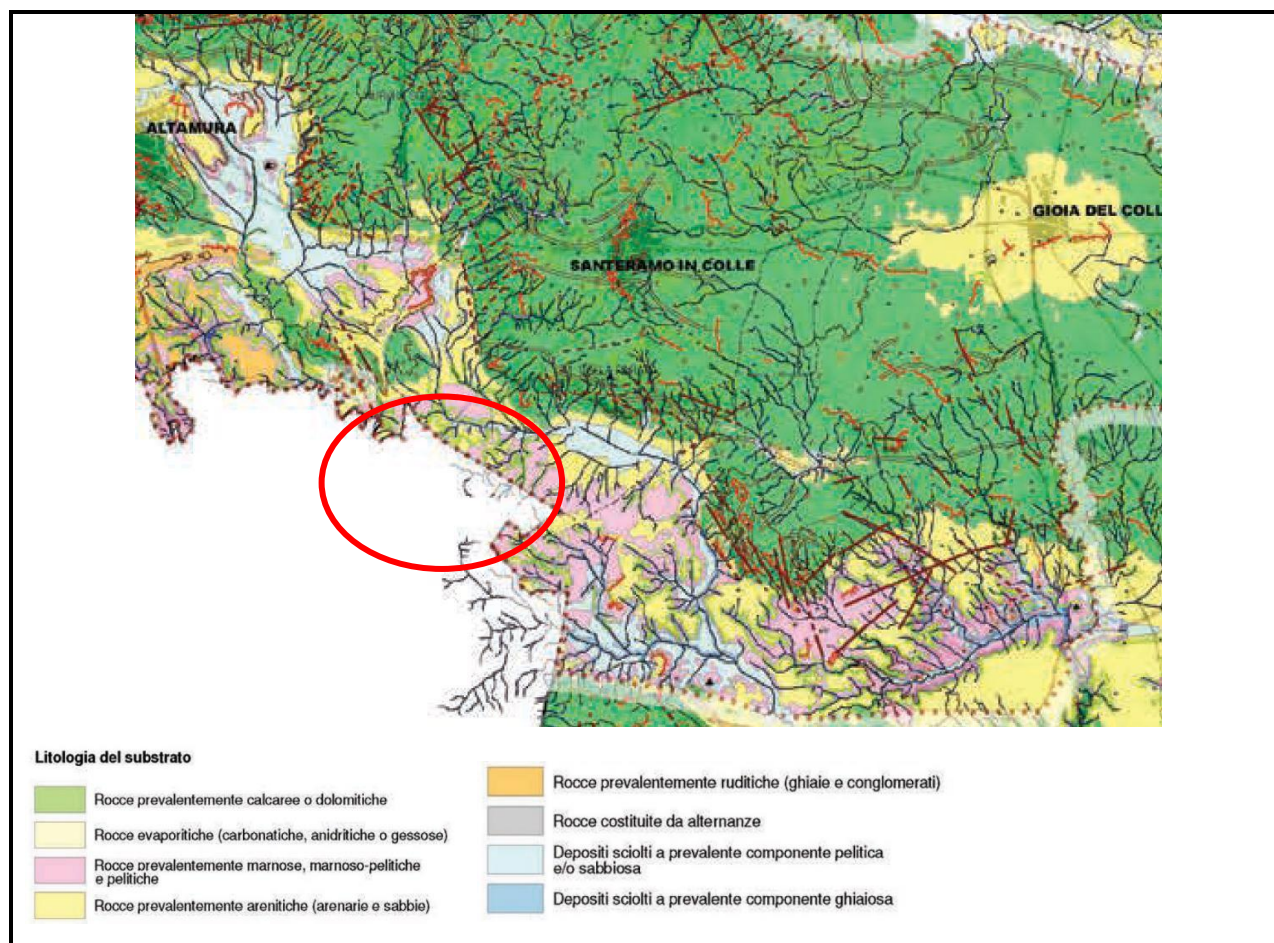 ALTAMURA
GIOIA DEL COLL
SANTERAMO IN COLLE
Litologia del substrato
Rocce prevalentemente calcaree o dolomitiche
Rocce evaporitiche (carbonatiche, anidritiche o gessose)
Rocce prevalentemente marnose, marnoso-pelitiche
e pelitiche
Rocce prevalentemente arenitiche (arenarie e sabbie)
Rocce prevalentemente ruditiche (ghiaie e conglomerati)
Rocce costituite da alternanze
Depositi sciolti a prevalente componente pelitica
e/o sabbiosa
Depositi sciolti a prevalente componente ghiaiosa